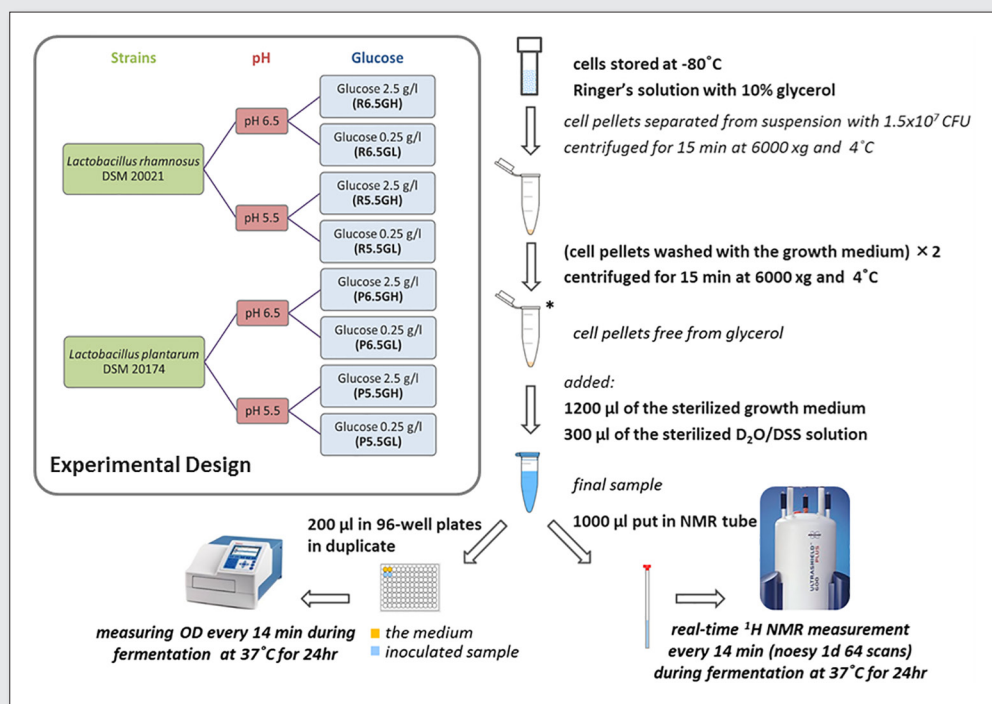 Strains
pH
Glucose
Lactobacillus rhamnosus
DSM 20021
pH 6.5
Glucose 2.5 g/l
(R6.5GH)
Glucose 0.25 g/l
(R6.5GL)
pH 5.5
Glucose 2.5 g/l
(R5.5GH)
Glucose 0.25 g/l
(R5.5GL)
Lactobacillus plantarum
DSM 20174
pH 6.5
Glucose 2.5 g/l
(P6.5GH)
Glucose 0.25 g/l
(P6.5GL)
pH 5.5
Glucose 2.5 g/l
(P5.5GH)
Glucose 0.25 g/l
(P5.5GL)
Experimental Design
cells stored at -80˚C
Ringer's solution with 10% glycerol
cell pellets separated from suspension with 1.5x10⁷ CFU
centrifuged for 15 min at 6000 xg and 4˚C
(cell pellets washed with the growth medium) × 2
centrifuged for 15 min at 6000 xg and 4˚C
*
cell pellets free from glycerol
added:
1200 µl of the sterilized growth medium
300 µl of the sterilized D₂O/DSS solution
final sample
1000 µl put in NMR tube
200 µl in 96-well plates
in duplicate
the medium
inoculated sample
measuring OD every 14 min during
fermentation at 37˚C for 24hr
ULTRASHIELD
600 PLUS
real-time ¹H NMR measurement
every 14 min (noesy 1d 64 scans)
during fermentation at 37˚C for 24hr